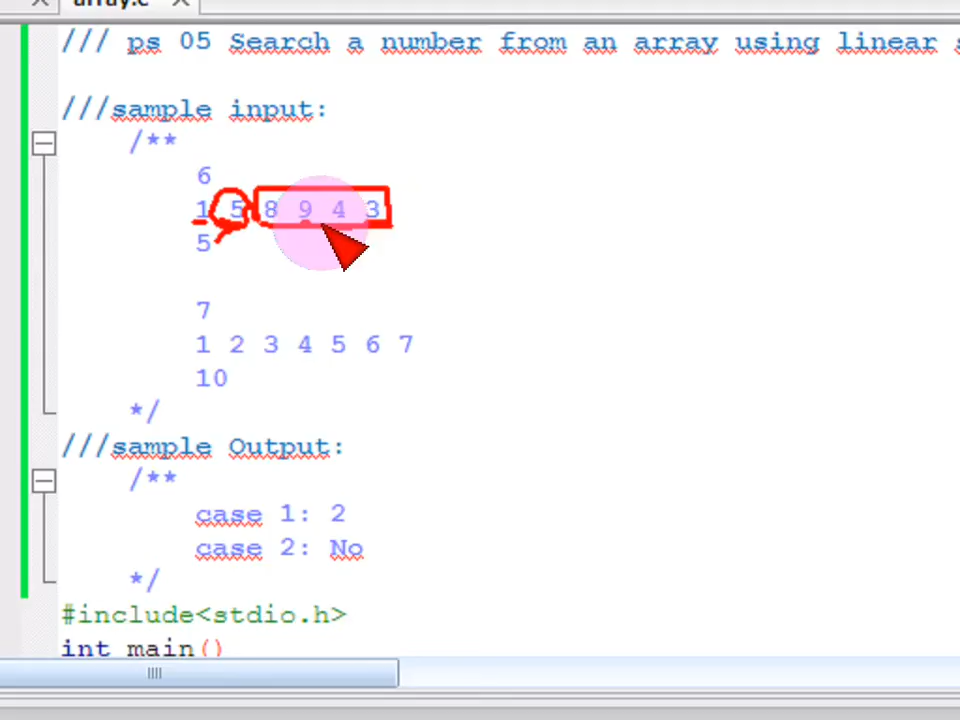 array.c
/// ps 05 Search a number from an array using linear
///sample input:
/**
6
1 5 8 9 4 3
5
7
1 2 3 4 5 6 7
10
*/
///sample Output:
/**
case 1: 2
case 2: No
*/
#include<stdio.h>
int main()